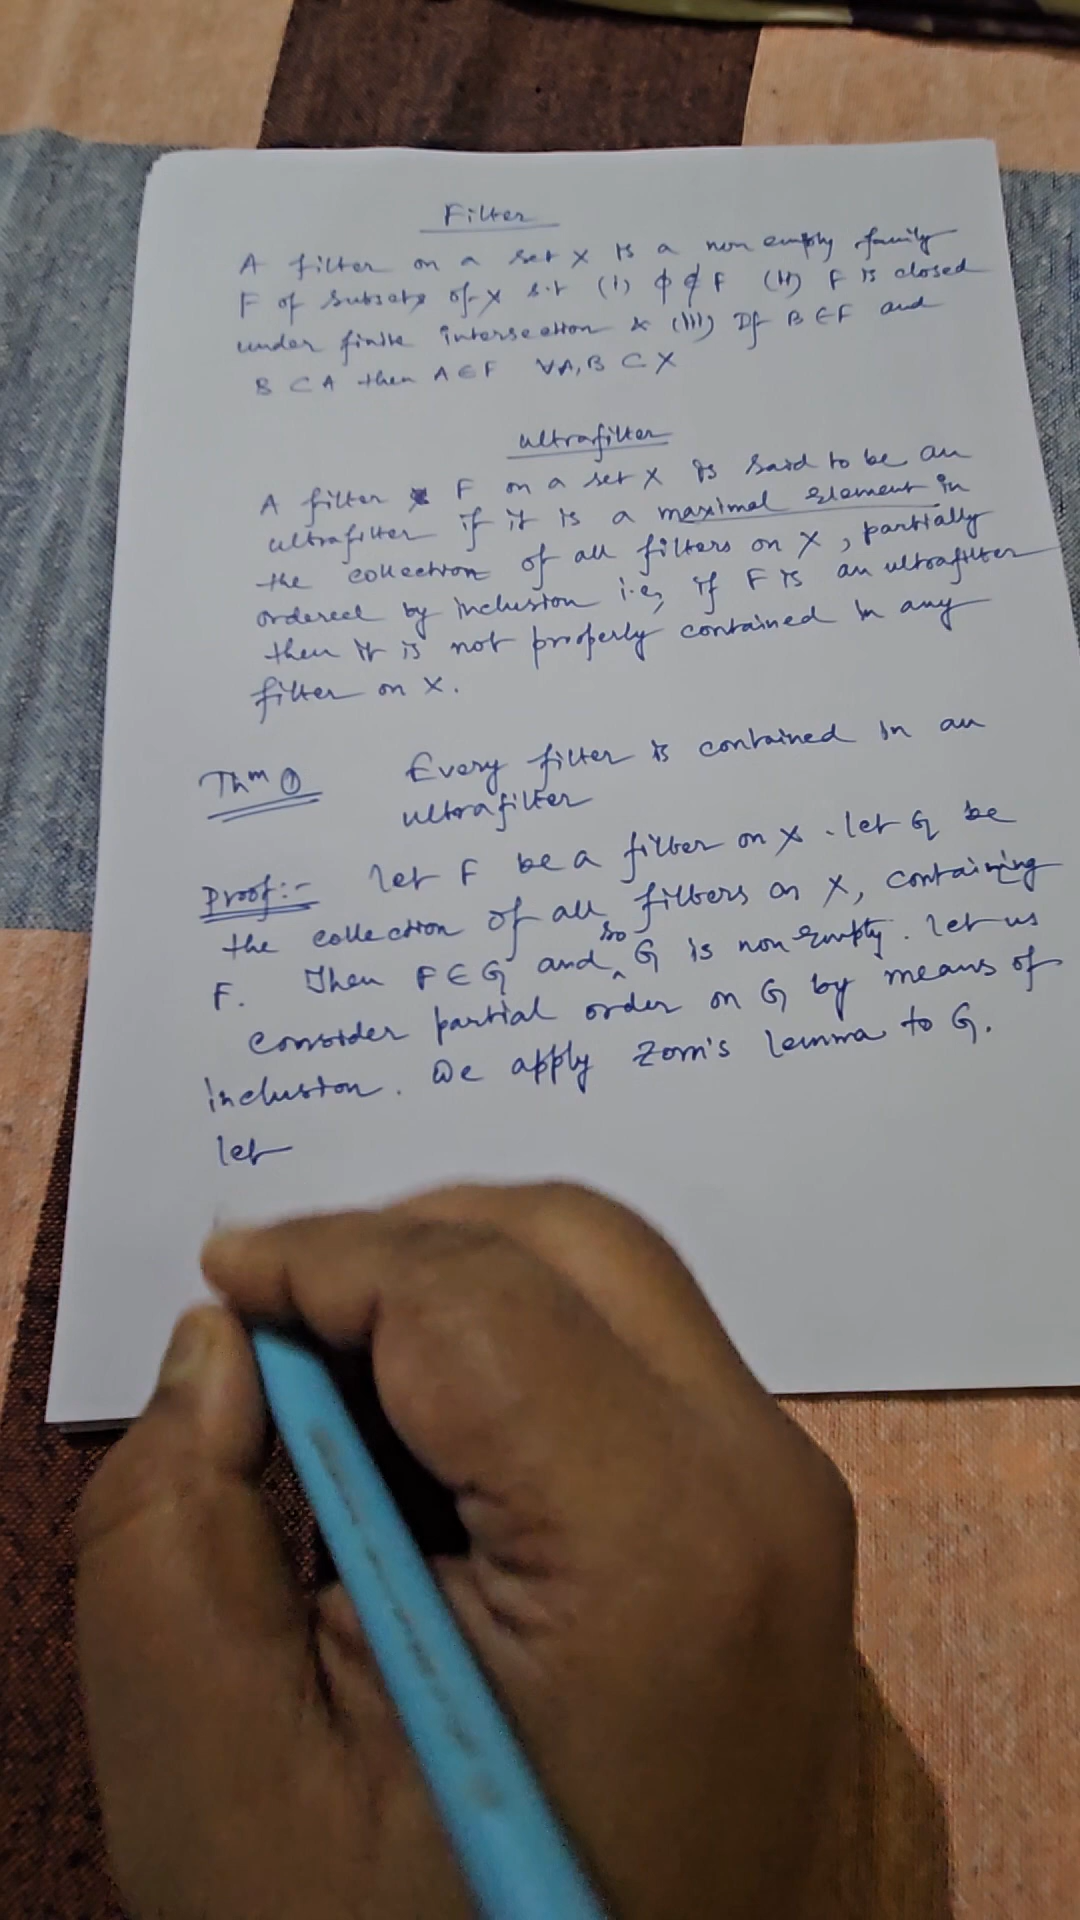 Filter
A filter on a set X is a non empty family
F of subsets of X s.t (i) ϕ ∉ F (ii) F is closed
under finite intersection & (iii) If B ∈ F and
B ⊂ A then A ∈ F ∀A, B ⊂ X
ultrafilter
A filter F on a set X is said to be an
ultrafilter if it is a maximal element in
the collection of all filters on X, partially
ordered by inclusion i.e, if F is an ultrafilter
then it is not properly contained in any
filter on X.
Thm ① Every filter is contained in an
ultrafilter
Proof:- let F be a filter on X. let G be
the collection of all filters on X, containing
F. Then F ∈ G and so G is non empty. let us
consider partial order on G by means of
inclusion. We apply Zorn's lemma to G.
let